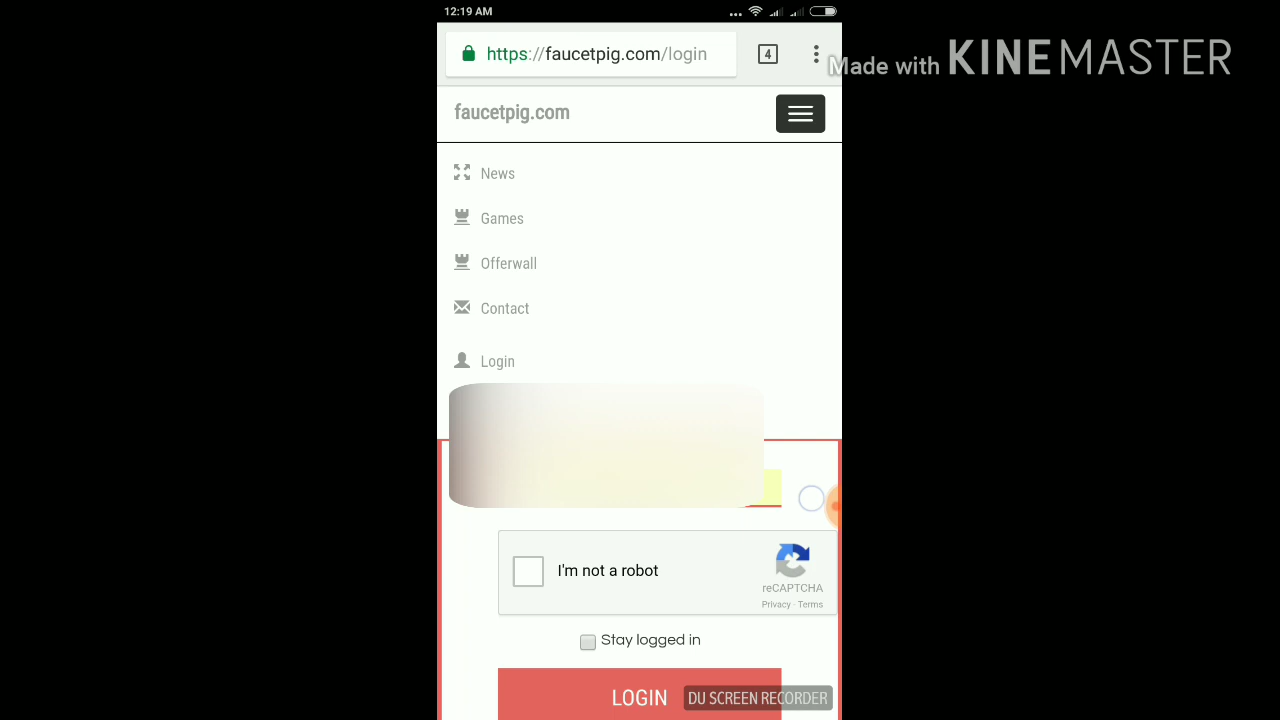 12:19 AM
https://faucetpig.com/login
4
Made with KINEMASTER
faucetpig.com
News
Games
Offerwall
Contact
Login
I'm not a robot
reCAPTCHA
Privacy · Terms
Stay logged in
LOGIN
DU SCREEN RECORDER